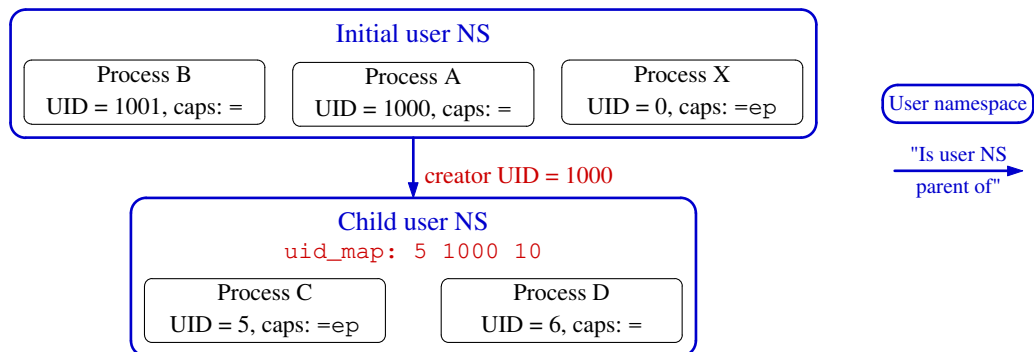 Initial user NS
Process B
UID = 1001, caps: =
Process A
UID = 1000, caps: =
Process X
UID = 0, caps: =ep
User namespace
"Is user NS
parent of"
creator UID = 1000
Child user NS
uid_map: 5 1000 10
Process C
UID = 5, caps: =ep
Process D
UID = 6, caps: =